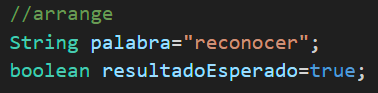 //arrange
String palabra="reconocer";
boolean resultadoEsperado=true;